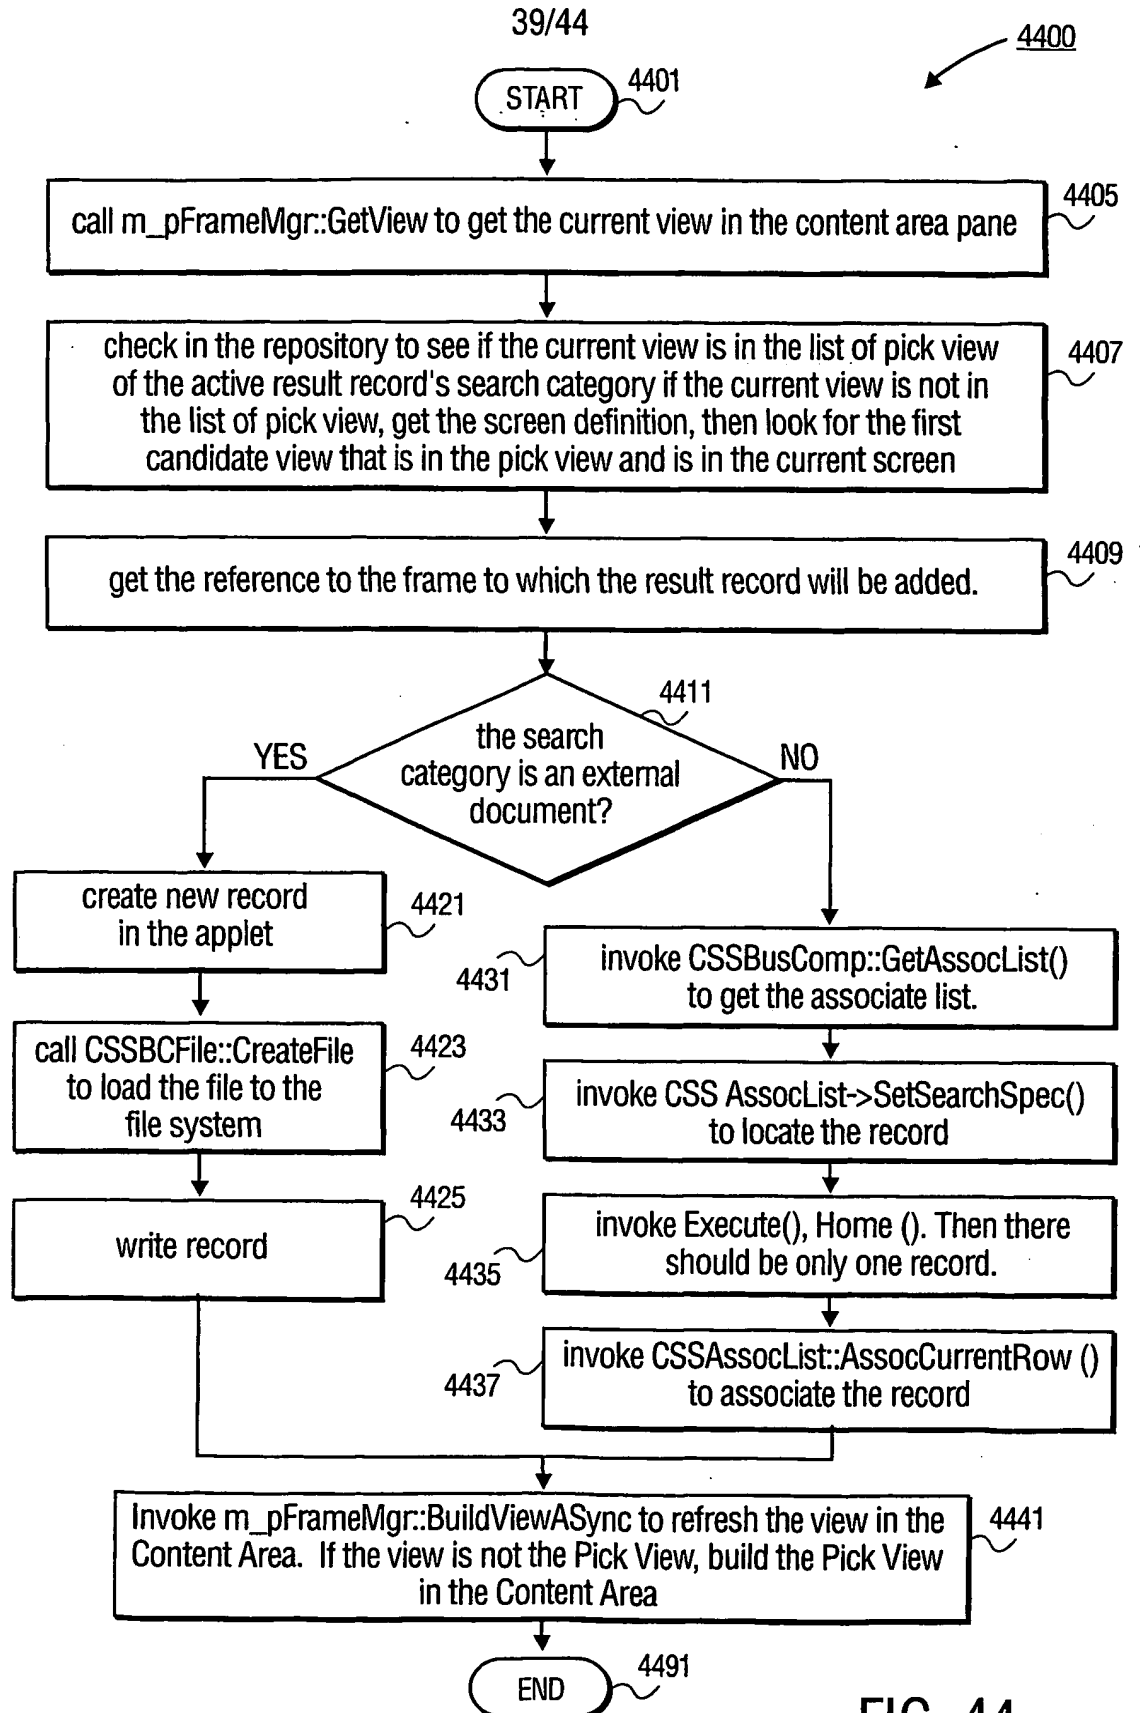 39/44
4400
START
4401
call m_pFrameMgr::GetView to get the current view in the content area pane
4405
check in the repository to see if the current view is in the list of pick view
of the active result record's search category if the current view is not in
the list of pick view, get the screen definition, then look for the first
candidate view that is in the pick view and is in the current screen
4407
get the reference to the frame to which the result record will be added.
4409
4411
the search
category is an external
document?
YES
NO
create new record
in the applet
4421
call CSSBCFile::CreateFile
to load the file to the
file system
4423
write record
4425
invoke CSSBusComp::GetAssocList()
to get the associate list.
4431
invoke CSS AssocList->SetSearchSpec()
to locate the record
4433
invoke Execute(), Home (). Then there
should be only one record.
4435
invoke CSSAssocList::AssocCurrentRow ()
to associate the record
4437
Invoke m_pFrameMgr::BuildViewASync to refresh the view in the
Content Area. If the view is not the Pick View, build the Pick View
in the Content Area
4441
END
4491
FIG. 44